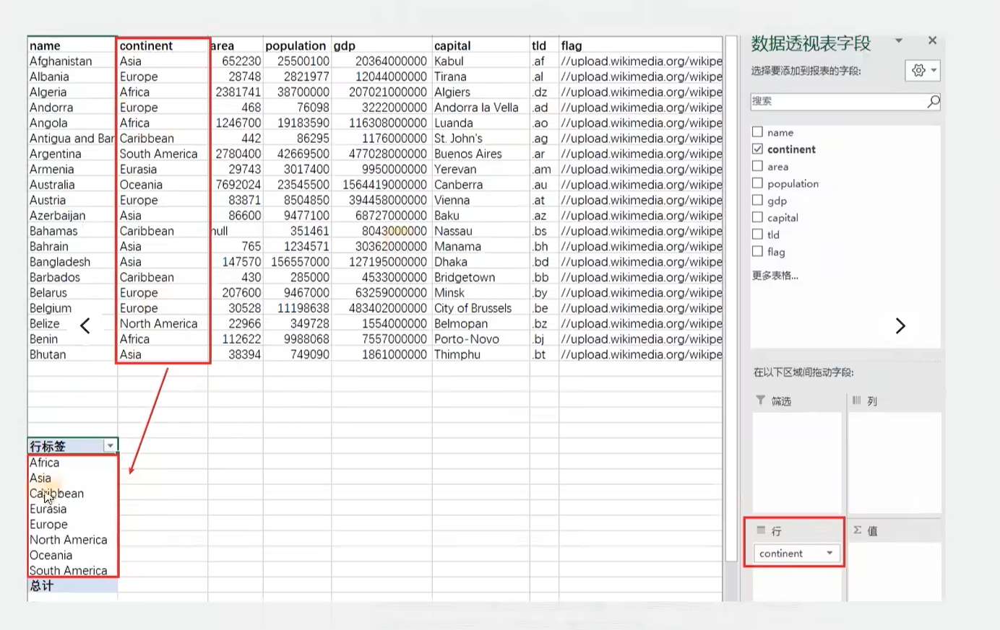 name continent area population gdp capital tld flag
Afghanistan Asia 652230 25500100 20364000000 Kabul .af //upload.wikimedia.org/wikipe
Albania Europe 28748 2821977 12044000000 Tirana .al //upload.wikimedia.org/wikipe
Algeria Africa 2381741 38700000 207021000000 Algiers .dz //upload.wikimedia.org/wikipe
Andorra Europe 468 76098 3222000000 Andorra la Vella .ad //upload.wikimedia.org/wikipe
Angola Africa 1246700 19183590 116308000000 Luanda .ao //upload.wikimedia.org/wikipe
Antigua and Bar Caribbean 442 86295 1176000000 St. John's .ag //upload.wikimedia.org/wikipe
Argentina South America 2780400 42669500 477028000000 Buenos Aires .ar //upload.wikimedia.org/wikipe
Armenia Eurasia 29743 3017400 9950000000 Yerevan .am //upload.wikimedia.org/wikipe
Australia Oceania 7692024 23545500 1564419000000 Canberra .au //upload.wikimedia.org/wikipe
Austria Europe 83871 8504850 394458000000 Vienna .at //upload.wikimedia.org/wikipe
Azerbaijan Asia 86600 9477100 68727000000 Baku .az //upload.wikimedia.org/wikipe
Bahamas Caribbean null 351461 8043000000 Nassau .bs //upload.wikimedia.org/wikipe
Bahrain Asia 765 1234571 30362000000 Manama .bh //upload.wikimedia.org/wikipe
Bangladesh Asia 147570 156557000 127195000000 Dhaka .bd //upload.wikimedia.org/wikipe
Barbados Caribbean 430 285000 4533000000 Bridgetown .bb //upload.wikimedia.org/wikipe
Belarus Europe 207600 9467000 63259000000 Minsk .by //upload.wikimedia.org/wikipe
Belgium Europe 30528 11198638 483402000000 City of Brussels .be //upload.wikimedia.org/wikipe
Belize North America 22966 349728 1554000000 Belmopan .bz //upload.wikimedia.org/wikipe
Benin Africa 112622 9988068 7557000000 Porto-Novo .bj //upload.wikimedia.org/wikipe
Bhutan Asia 38394 749090 1861000000 Thimphu .bt //upload.wikimedia.org/wikipe
行标签
Africa
Asia
Caribbean
Eurasia
Europe
North America
Oceania
South America
总计
数据透视表字段
选择要添加到报表的字段:
搜索
name
continent
area
population
gdp
capital
tld
flag
更多表格...
在以下区域间拖动字段:
筛选
列
行
Σ 值
continent